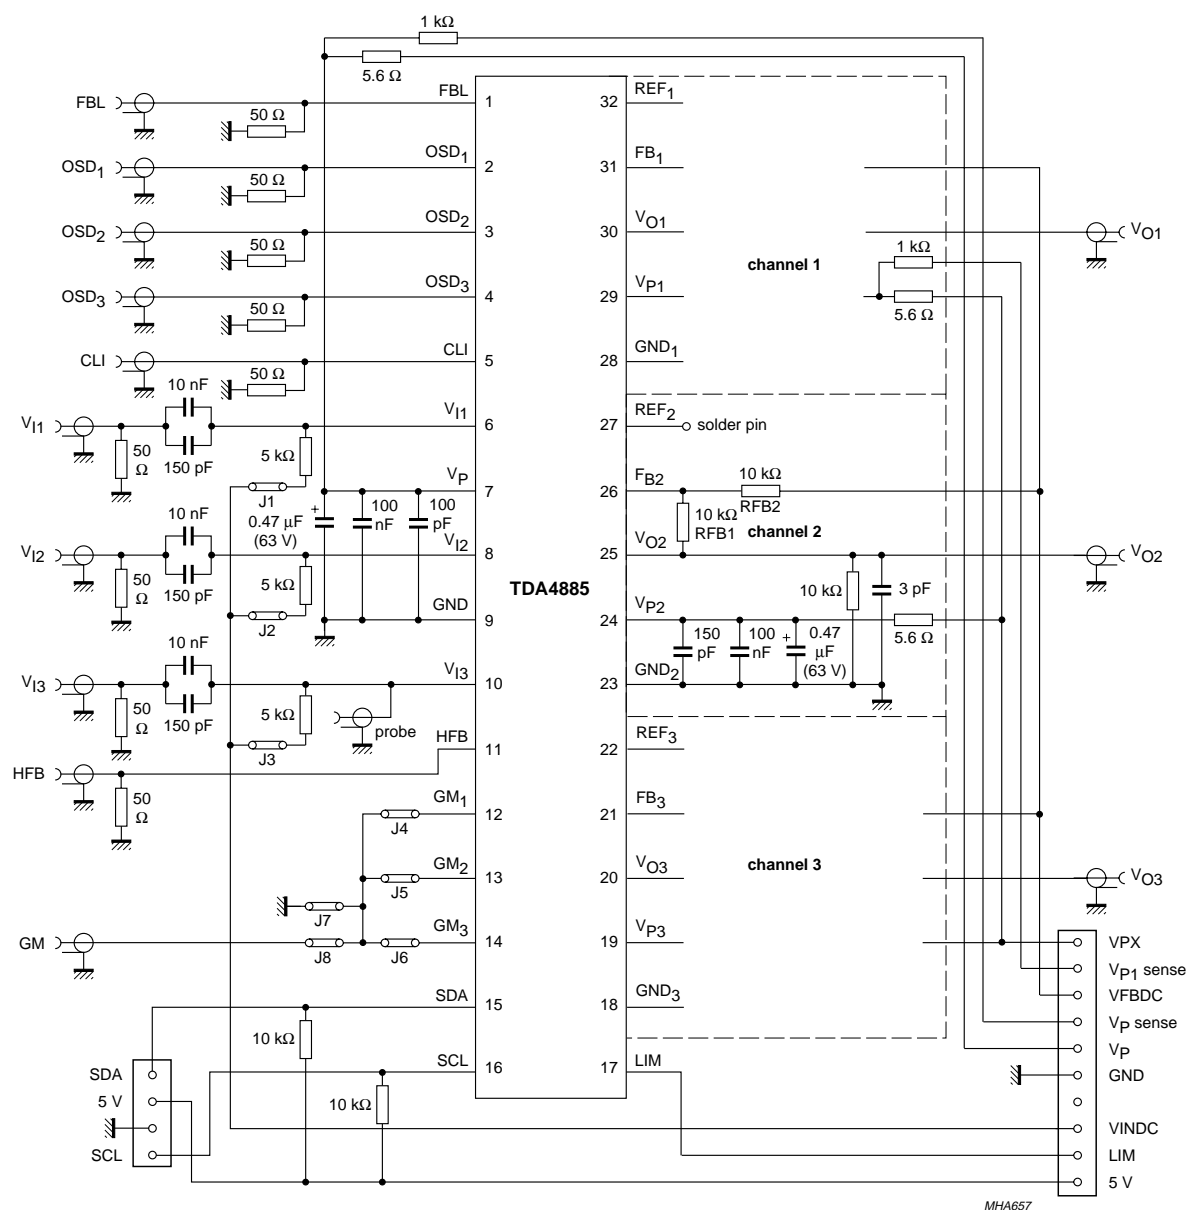 1 kΩ
5.6 Ω
FBL
50 Ω
FBL
1
32
REF1
OSD1
50 Ω
OSD1
2
31
FB1
OSD2
50 Ω
OSD2
3
30
VO1
VO1
channel 1
1 kΩ
OSD3
50 Ω
OSD3
4
29
VP1
5.6 Ω
CLI
50 Ω
CLI
5
28
GND1
10 nF
VI1
50
Ω
150 pF
5 kΩ
J1
VI1
6
27
REF2
solder pin
VP
7
26
FB2
10 kΩ
RFB2
+
0.47 μF
(63 V)
100
nF
100
pF
10 kΩ
RFB1
channel 2
10 nF
VI2
50
Ω
150 pF
5 kΩ
J2
VI2
8
25
VO2
VO2
TDA4885
10 kΩ
3 pF
GND
9
24
VP2
5.6 Ω
150
pF
100
nF
+
0.47
μF
(63 V)
10 nF
VI3
50
Ω
150 pF
5 kΩ
J3
VI3
10
23
GND2
probe
HFB
50
Ω
HFB
11
22
REF3
GM1
12
J4
21
FB3
channel 3
GM2
13
J5
20
VO3
VO3
J7
GM
J8
J6
GM3
14
19
VP3
SDA
15
18
GND3
10 kΩ
SCL
16
17
LIM
10 kΩ
SDA
5 V
SCL
VPX
VP1 sense
VFBDC
VP sense
VP
GND
VINDC
LIM
5 V
MHA657